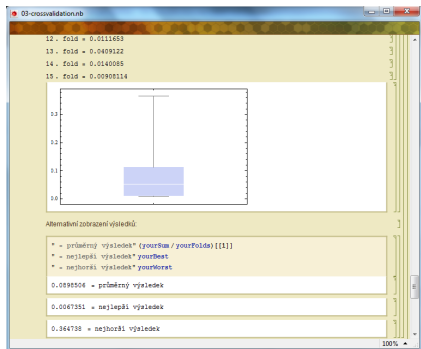 03-crossvalidation.nb
12. fold = 0.0111653
13. fold = 0.0409122
14. fold = 0.0140085
15. fold = 0.00908114
0.3
0.2
0.1
0.0
Alternativní zobrazení výsledků:
" = průměrný výsledek" (yourSum / yourFolds)[[1]]
" = nejlepší výsledek" yourBest
" = nejhorší výsledek" yourWorst
0.0898506 = průměrný výsledek
0.0067351 = nejlepší výsledek
0.364738 = nejhorší výsledek
100%